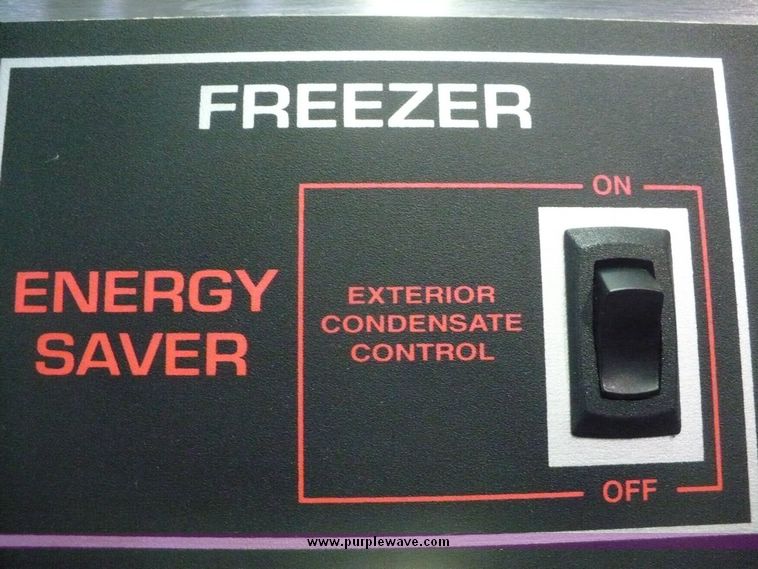 FREEZER
ON
ENERGY
SAVER
EXTERIOR
CONDENSATE
CONTROL
OFF
www.purplewave.com